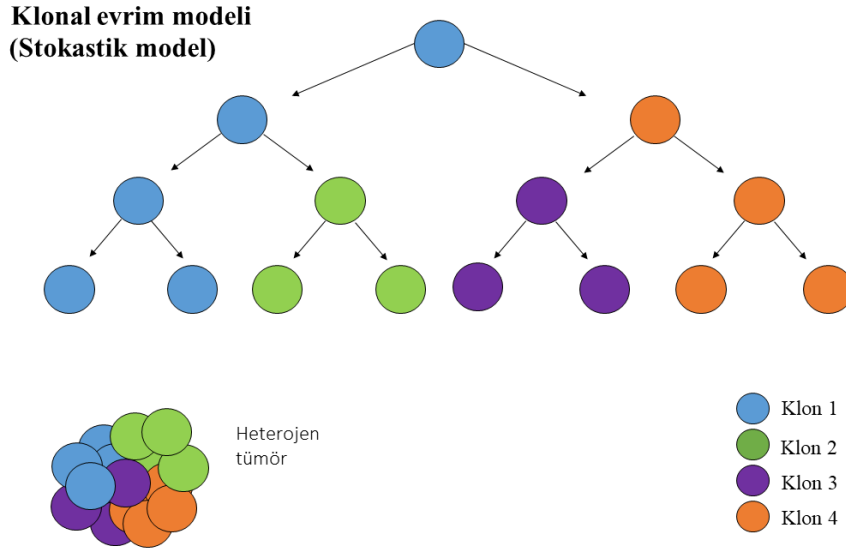 Klonal evrim modeli
(Stokastik model)
Heterojen
tümör
Klon 1
Klon 2
Klon 3
Klon 4